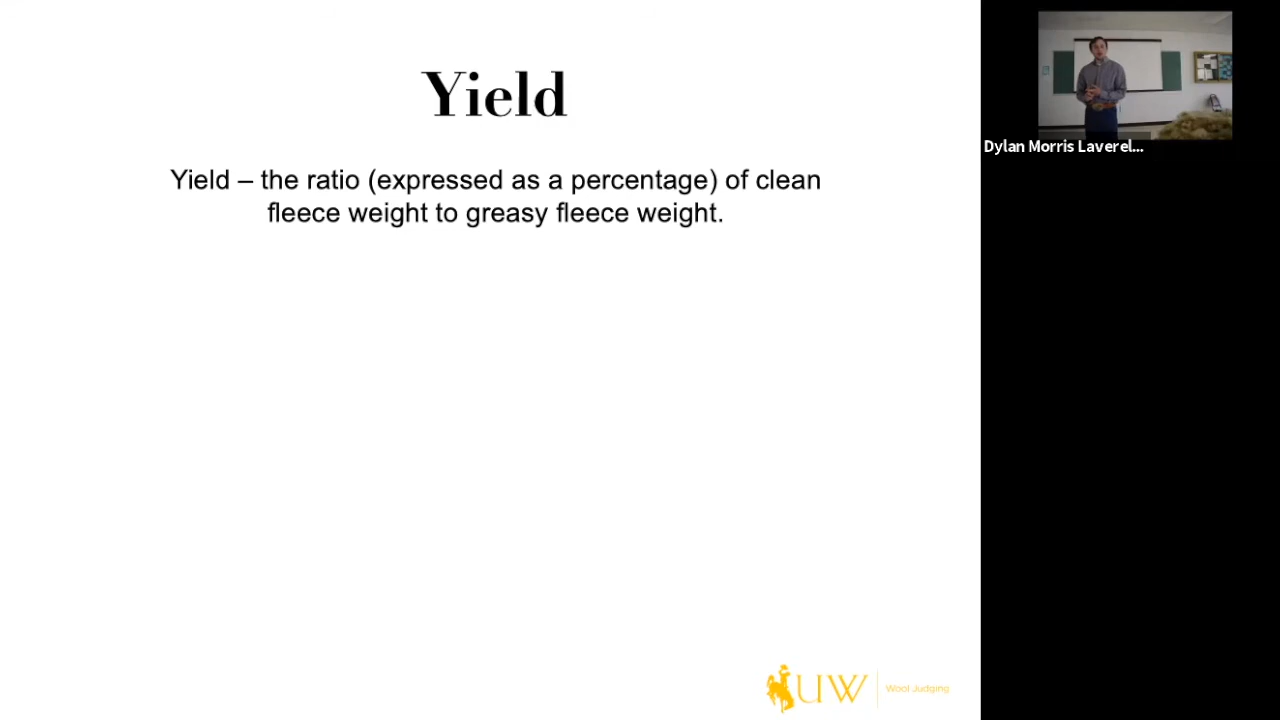 Yield
Yield – the ratio (expressed as a percentage) of clean
fleece weight to greasy fleece weight.
Dylan Morris Laverel...
UW
Wool Judging